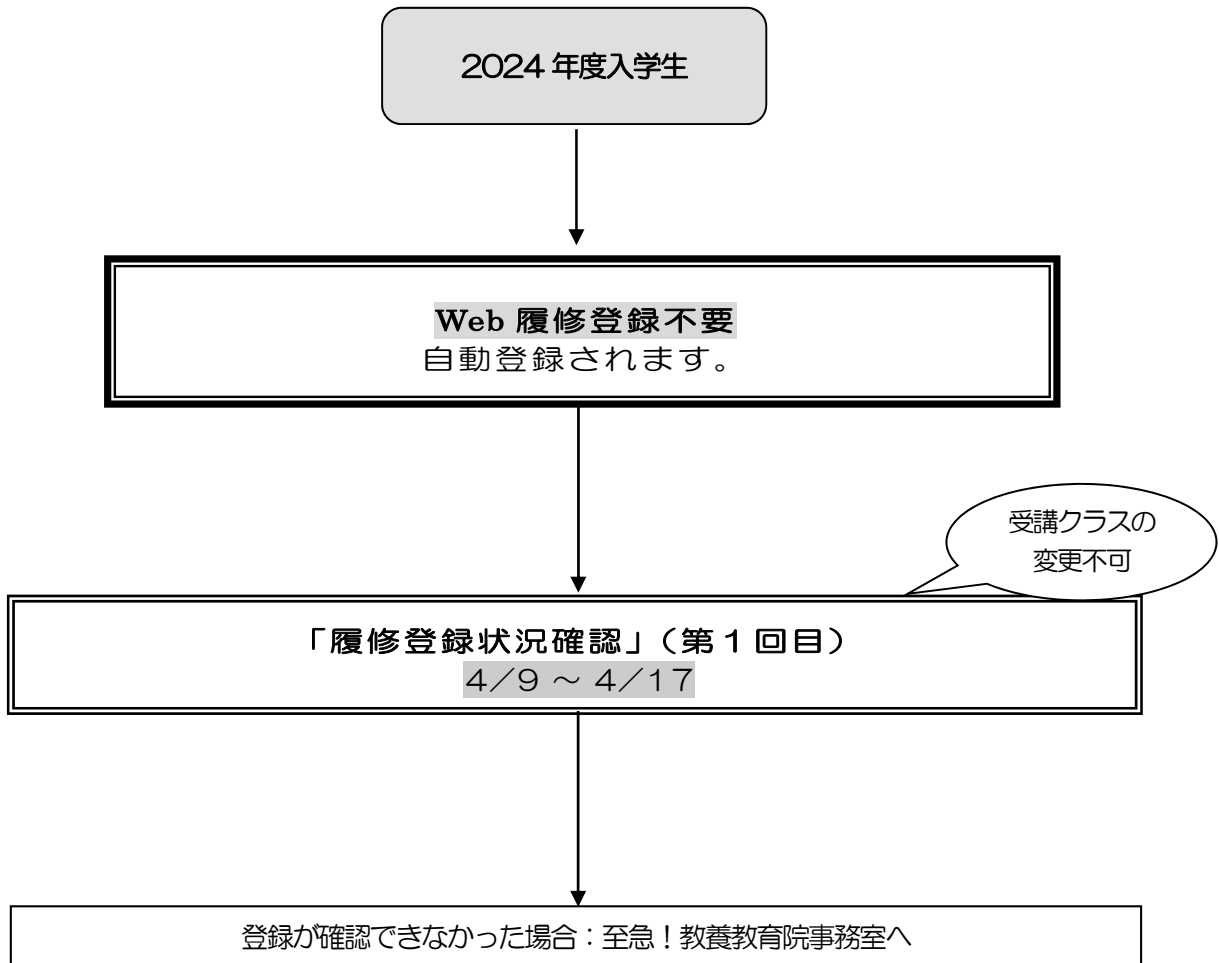 2024年度入学生
Web 履修登録不要
自動登録されます。
受講クラスの
変更不可
「履修登録状況確認」（第１回目）
4／9 ～ 4／17
登録が確認できなかった場合：至急！教養教育院事務室へ